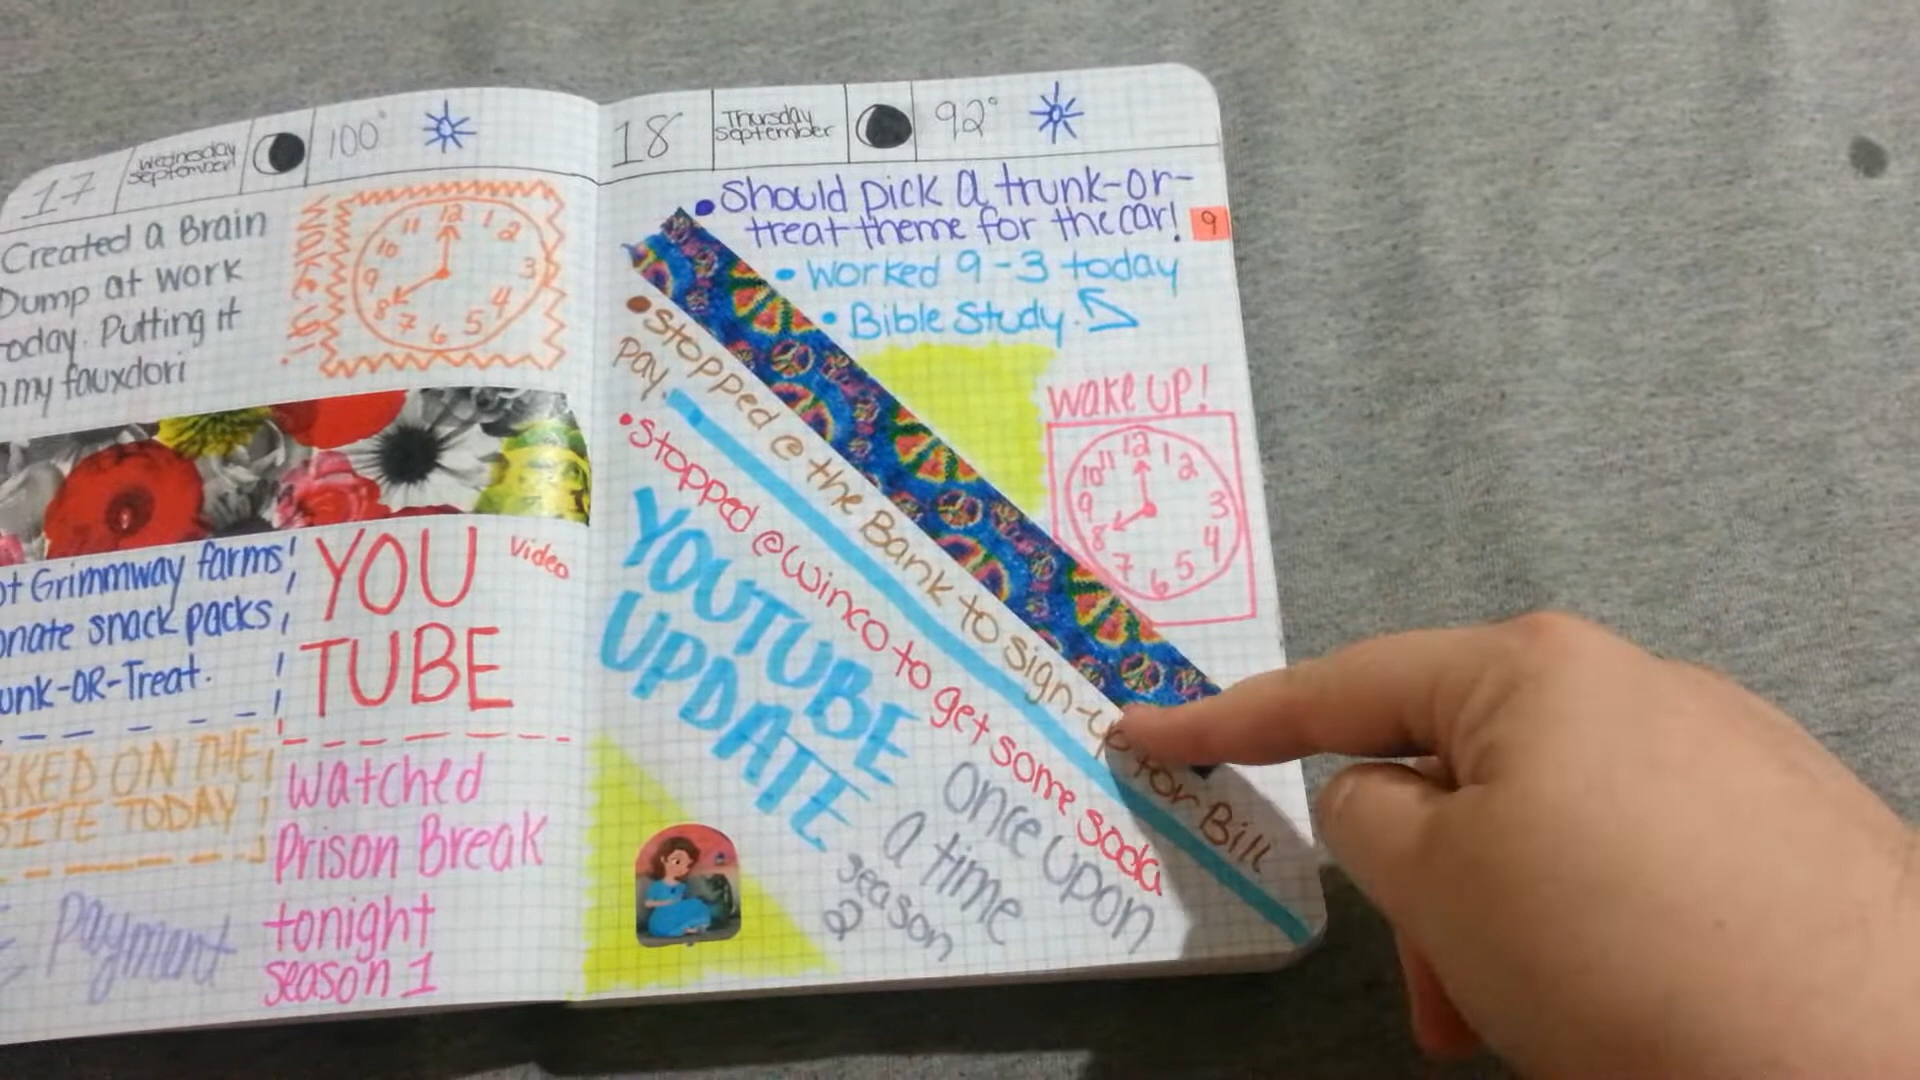 17
Wednesday
September
100°
Created a Brain
Dump at work
today. Putting it
my fauxdori
WAKE UP!
12
1
2
3
4
5
6
7
8
9
10
11
Grimmway farms
snack packs
-OR-Treat.
YOU
TUBE
Video
ON THE
TODAY
Payment
Watched
Prison Break
tonight
season 1
18
Thursday
September
92°
• Should pick a trunk-or-
treat theme for the car!
9
• Worked 9-3 today
• Bible Study.
WAKE UP!
12
1
2
3
4
5
6
7
8
9
10
11
• Stopped @ the Bank to sign-up for Bill
pay.
• Stopped @ winco to get some soda
YOUTUBE
UPDATE
Once upon
a time
season
2